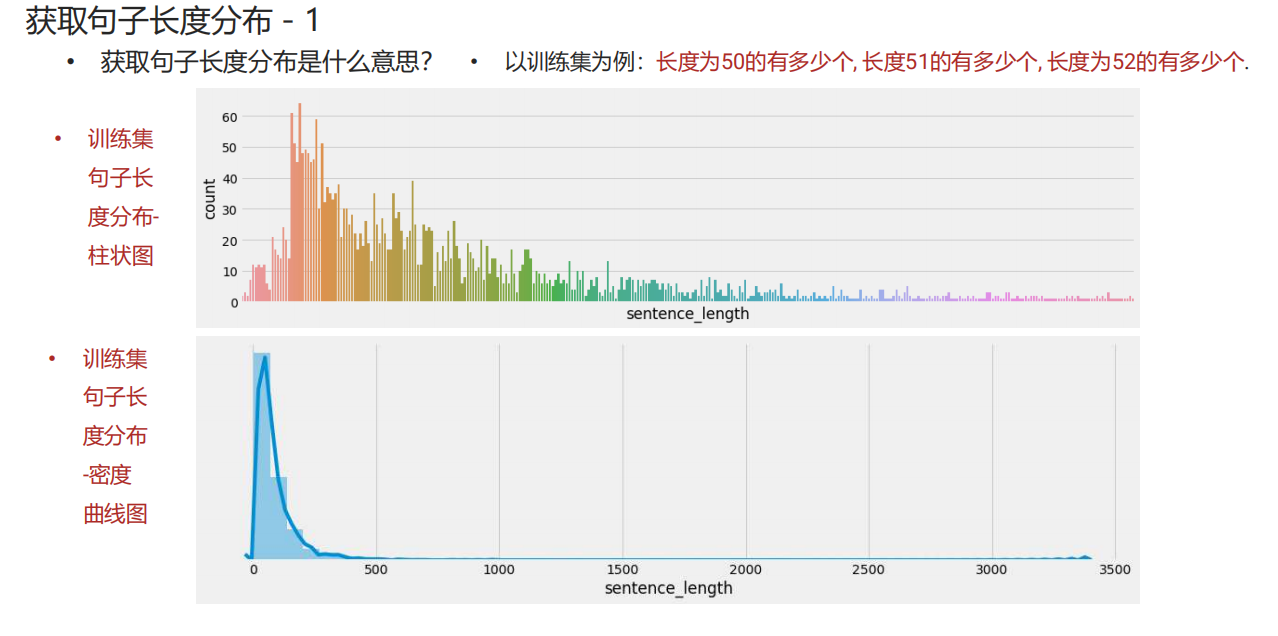 获取句子长度分布 - 1
• 获取句子长度分布是什么意思？ • 以训练集为例：长度为50的有多少个, 长度51的有多少个, 长度为52的有多少个.
• 训练集
句子长
度分布-
柱状图
count
60
50
40
30
20
10
0
sentence_length
• 训练集
句子长
度分布
-密度
曲线图
0 500 1000 1500 2000 2500 3000 3500
sentence_length